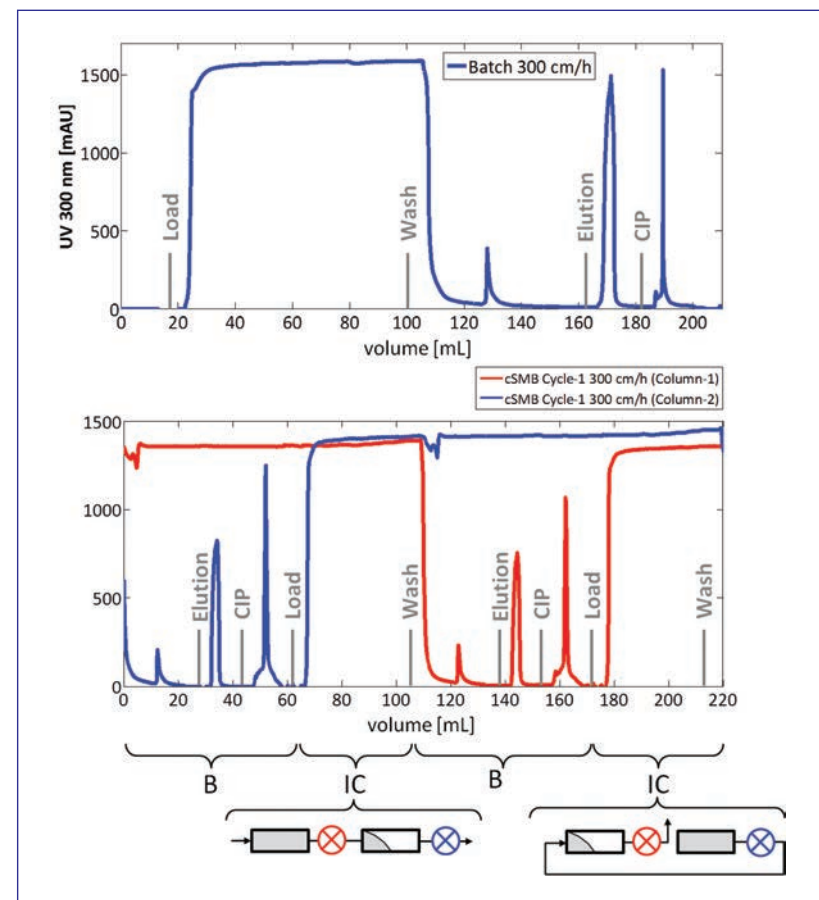 1500
1000
500
0
UV 300 nm [mAU]
Batch 300 cm/h
Load
Wash
Elution
CIP
0 20 40 60 80 100 120 140 160 180 200
volume [mL]
cSMB Cycle-1 300 cm/h (Column-1)
cSMB Cycle-1 300 cm/h (Column-2)
1500
1000
500
0
Elution
CIP
Load
Wash
Elution
CIP
Load
Wash
0 20 40 60 80 100 120 140 160 180 200 220
volume [mL]
B IC B IC